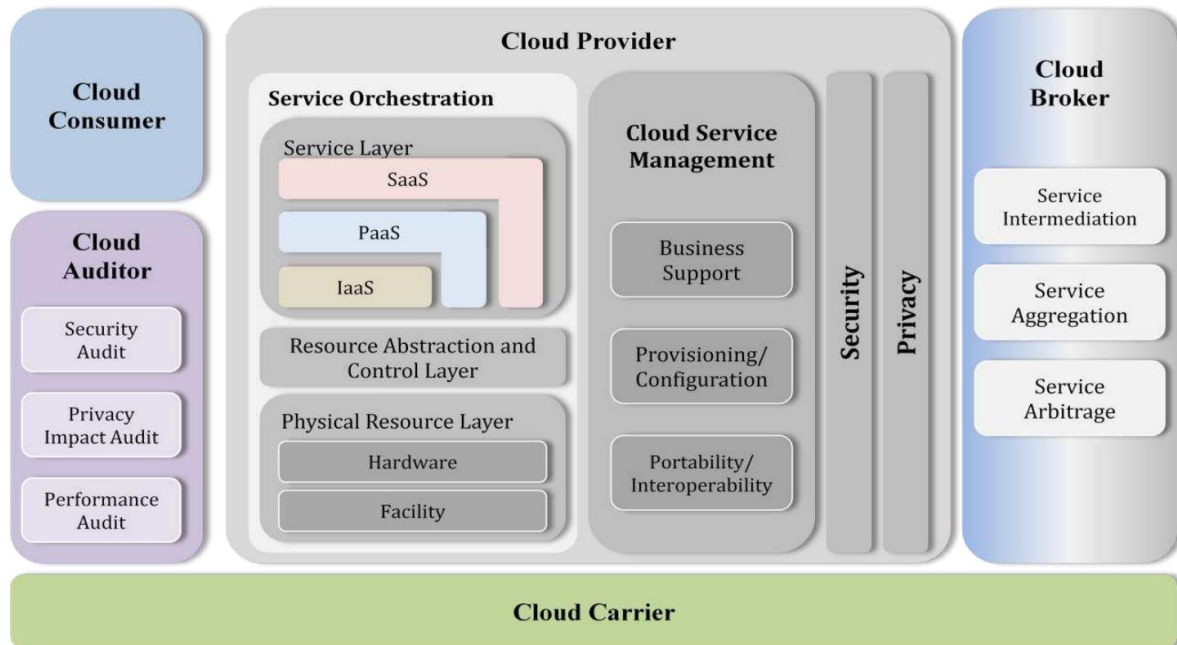 Cloud
Consumer
Cloud
Auditor
Security
Audit
Privacy
Impact Audit
Performance
Audit
Cloud Provider
Service Orchestration
Service Layer
SaaS
PaaS
IaaS
Resource Abstraction and
Control Layer
Physical Resource Layer
Hardware
Facility
Cloud Service
Management
Business
Support
Provisioning/
Configuration
Portability/
Interoperability
Security
Privacy
Cloud
Broker
Service
Intermediation
Service
Aggregation
Service
Arbitrage
Cloud Carrier